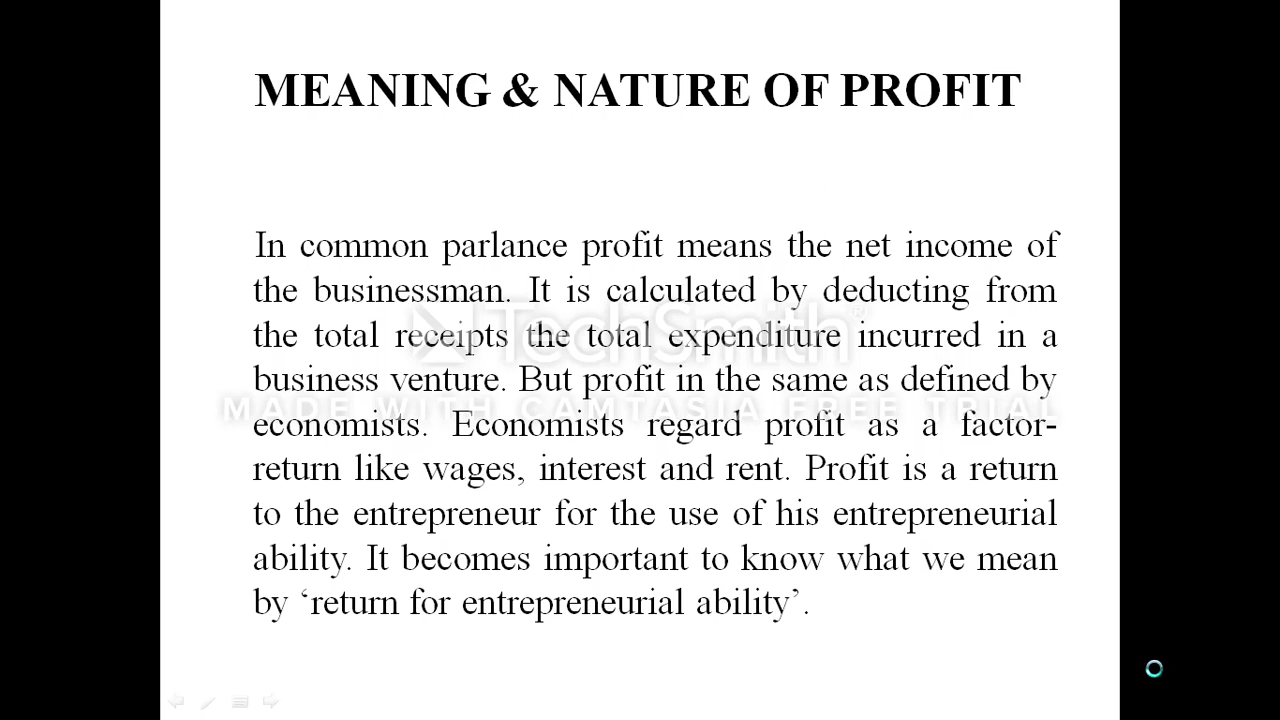 MEANING & NATURE OF PROFIT
In common parlance profit means the net income of
the businessman. It is calculated by deducting from
the total receipts the total expenditure incurred in a
business venture. But profit in the same as defined by
economists. Economists regard profit as a factor-
return like wages, interest and rent. Profit is a return
to the entrepreneur for the use of his entrepreneurial
ability. It becomes important to know what we mean
by ‘return for entrepreneurial ability’.
TechSmith®
MADE WITH CAMTASIA FREE TRIAL